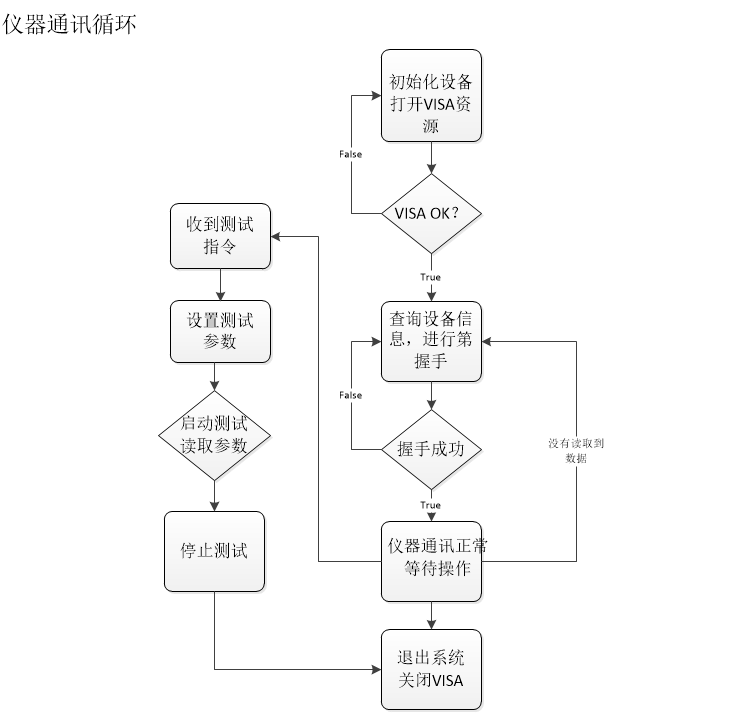 仪器通讯循环
初始化设备
打开VISA资
源
False
VISA OK?
True
收到测试
指令
设置测试
参数
启动测试
读取参数
停止测试
查询设备信
息，进行第
握手
False
握手成功
True
没有读取到
数据
仪器通讯正常
等待操作
退出系统
关闭VISA